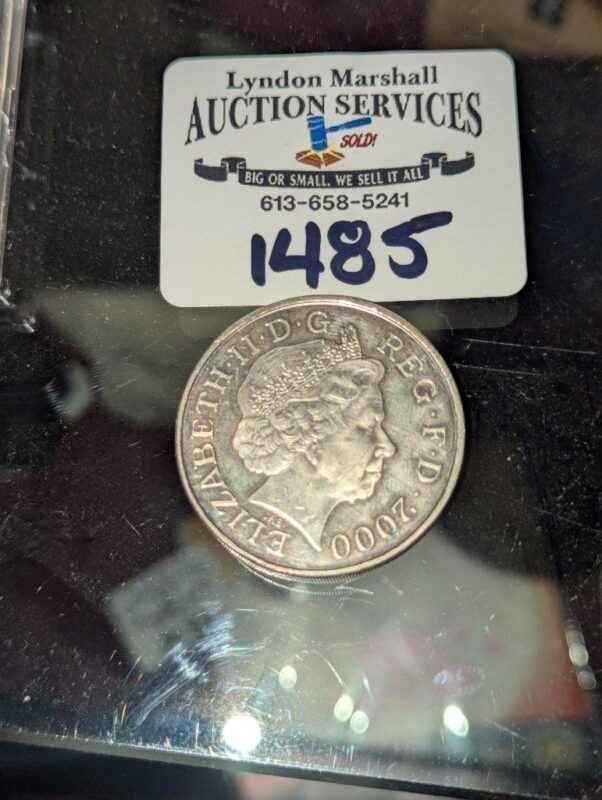 Lyndon Marshall
AUCTION SERVICES
SOLD!
BIG OR SMALL. WE SELL IT ALL
613-658-5241
1485
ELIZABETH·II·D·G REG·F·D·2000
IRB